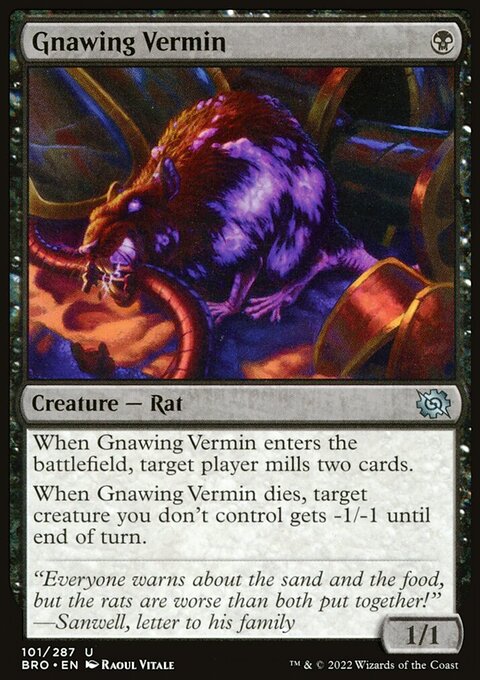 Gnawing Vermin
Creature — Rat
When Gnawing Vermin enters the
battlefield, target player mills two cards.
When Gnawing Vermin dies, target
creature you don't control gets -1/-1 until
end of turn.
"Everyone warns about the sand and the food,
but the rats are worse than both put together!"
—Sanwell, letter to his family
1/1
101/287 U
BRO • EN Raoul Vitale
™ & © 2022 Wizards of the Coast